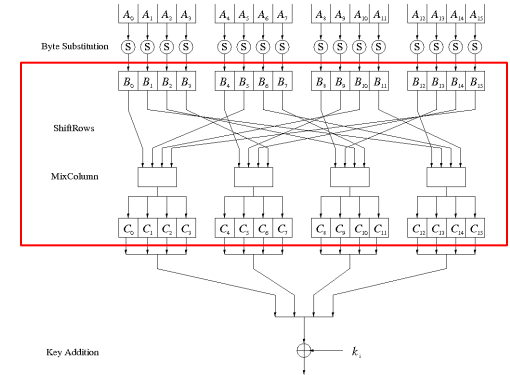 A₀ A₁ A₂ A₃ A₄ A₅ A₆ A₇ A₈ A₉ A₁₀ A₁₁ A₁₂ A₁₃ A₁₄ A₁₅
Byte Substitution S S S S S S S S S S S S S S S S
B₀ B₁ B₂ B₃ B₄ B₅ B₆ B₇ B₈ B₉ B₁₀ B₁₁ B₁₂ B₁₃ B₁₄ B₁₅
ShiftRows
MixColumn
C₀ C₁ C₂ C₃ C₄ C₅ C₆ C₇ C₈ C₉ C₁₀ C₁₁ C₁₂ C₁₃ C₁₄ C₁₅
Key Addition kᵢ